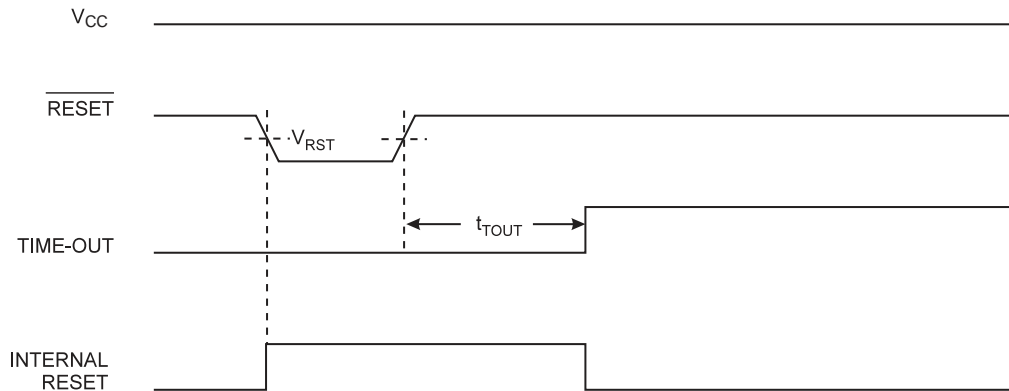 VCC
RESET
VRST
tTOUT
TIME-OUT
INTERNAL
RESET